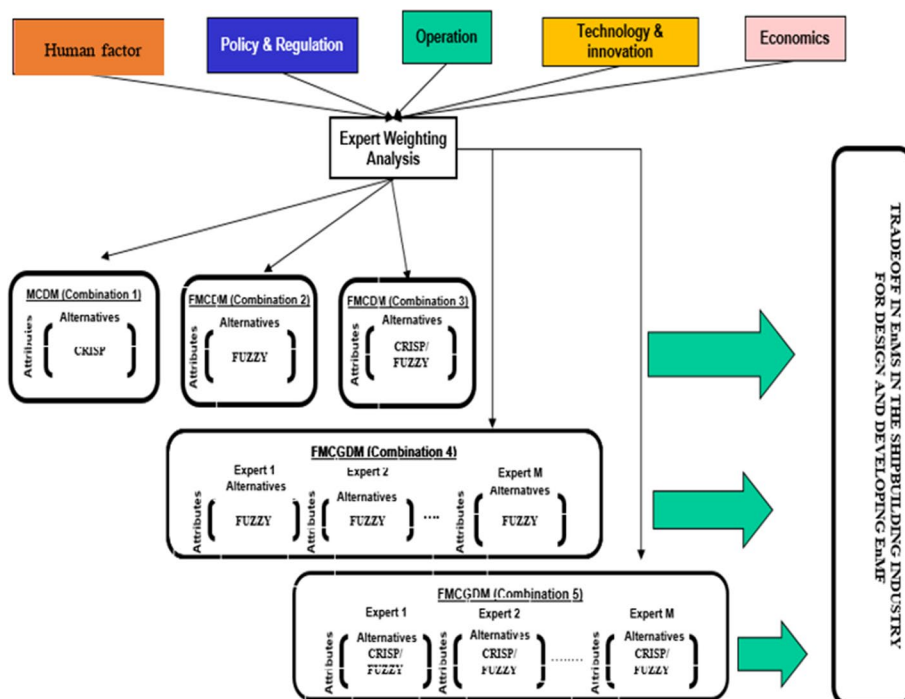 Human factor
Policy & Regulation
Operation
Technology &
innovation
Economics
Expert Weighting
Analysis
MCDM (Combination 1)
Alternatives
Attributes
CRISP
FMCDM (Combination 2)
Alternatives
Attributes
FUZZY
FMCDM (Combination 3)
Alternatives
Attributes
CRISP/
FUZZY
FMCGDM (Combination 4)
Expert 1
Alternatives
Attributes
FUZZY
Expert 2
Alternatives
Attributes
FUZZY
....
Expert M
Alternatives
Attributes
FUZZY
FMCGDM (Combination 5)
Expert 1
Alternatives
Attributes
CRISP/
FUZZY
Expert 2
Alternatives
Attributes
CRISP/
FUZZY
........
Expert M
Alternatives
Attributes
CRISP/
FUZZY
TRADEOFF IN EnMS IN THE SHIPBUILDING INDUSTRY
FOR DESIGN AND DEVELOPING EnMF